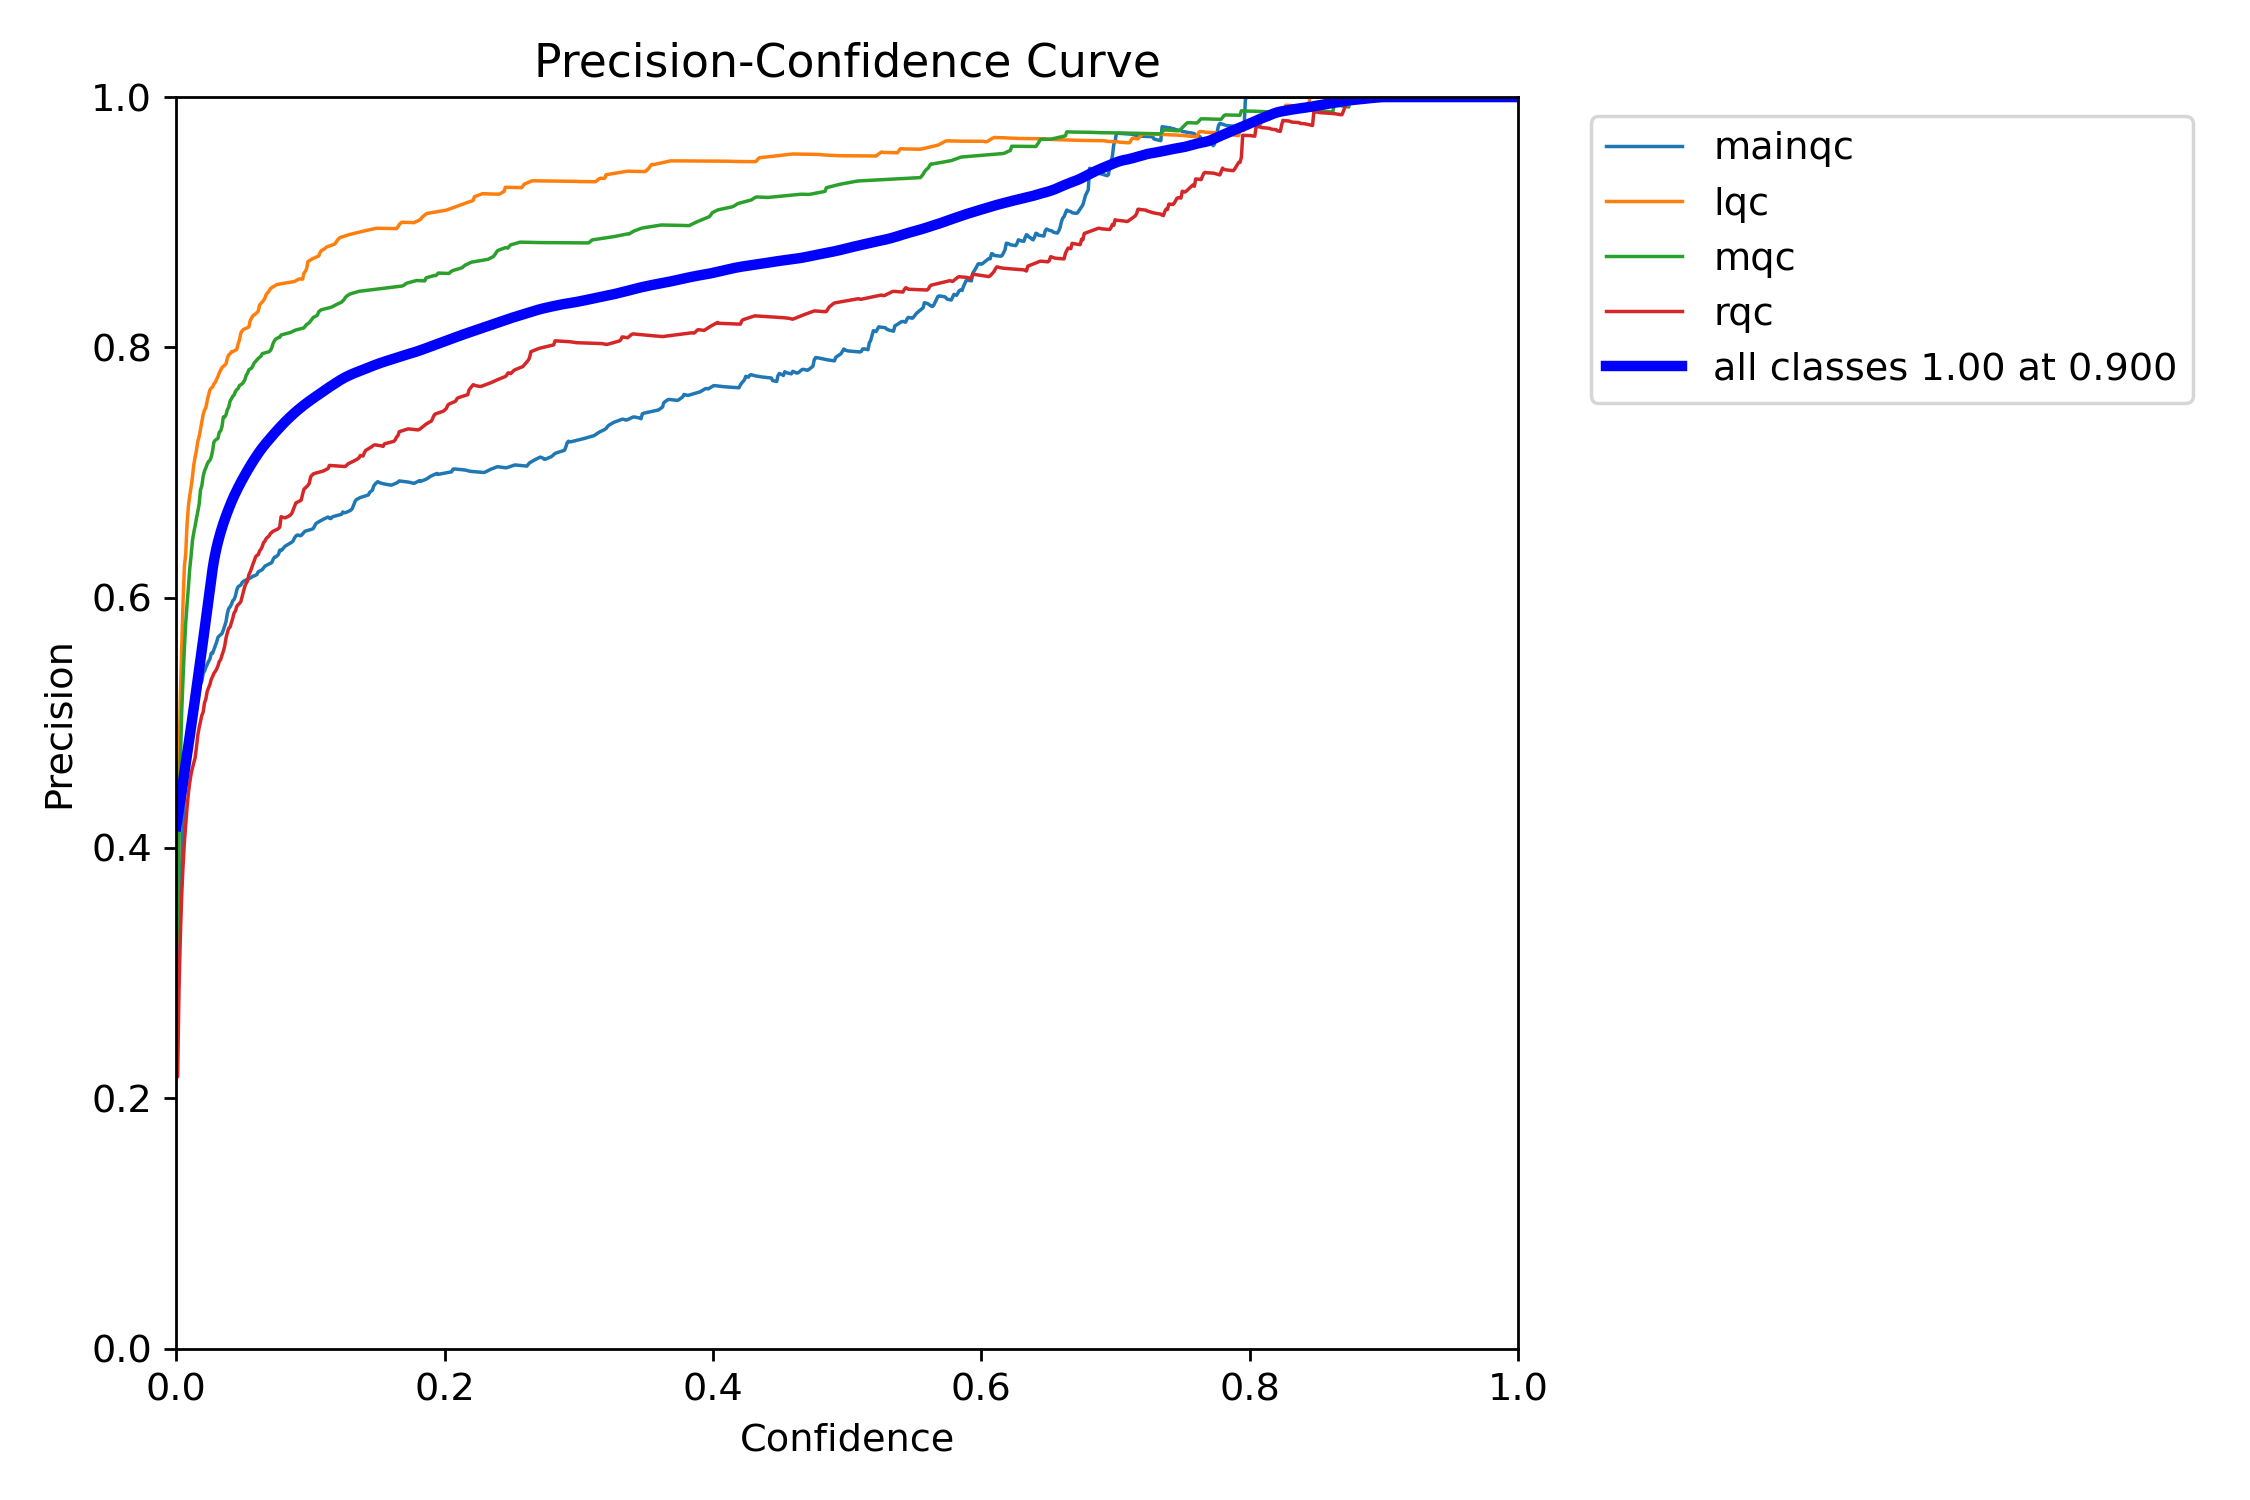 Precision-Confidence Curve
1.0
0.8
0.6
0.4
0.2
0.0
Precision
0.0 0.2 0.4 0.6 0.8 1.0
Confidence
mainqc
lqc
mqc
rqc
all classes 1.00 at 0.900